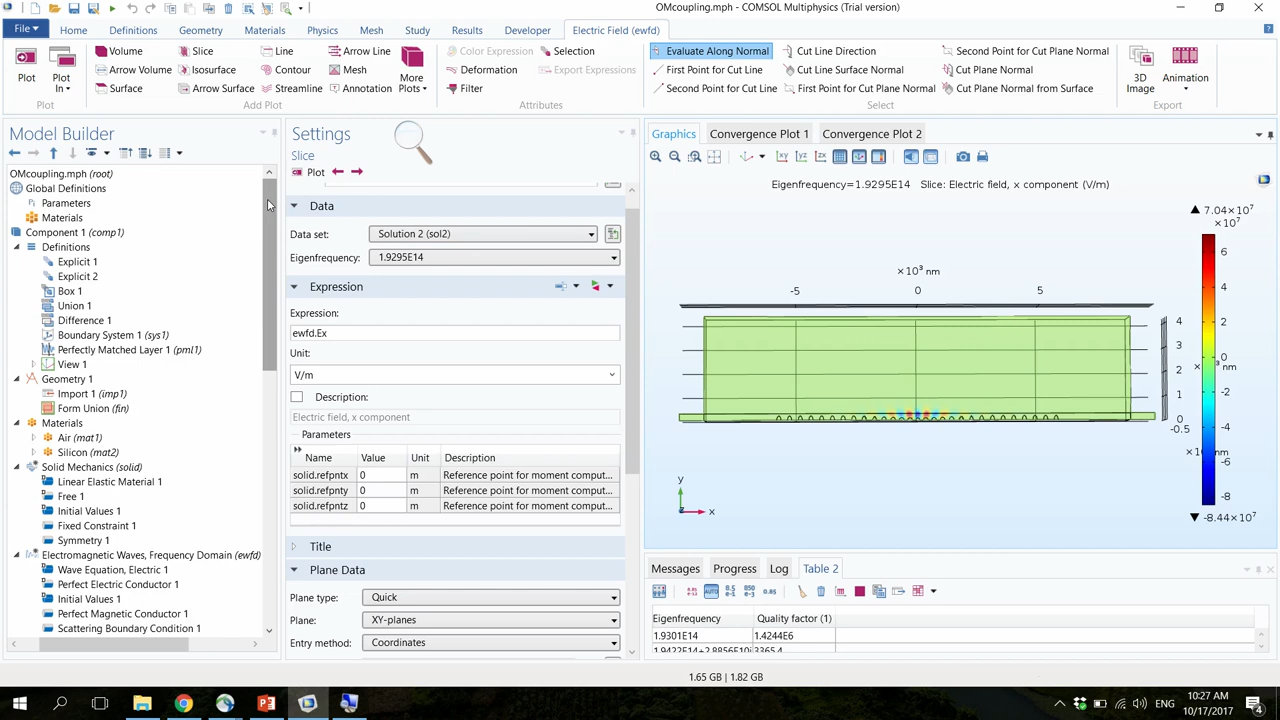 OMcoupling.mph - COMSOL Multiphysics (Trial version)
File Home Definitions Geometry Materials Physics Mesh Study Results Developer Electric Field (ewfd)
Plot
Plot In
Volume
Arrow Volume
Surface
Slice
Isosurface
Arrow Surface
Line
Contour
Streamline
Arrow Line
Mesh
Annotation
More Plots
Color Expression
Deformation
Filter
Selection
Export Expressions
Evaluate Along Normal
First Point for Cut Line
Second Point for Cut Line
Cut Line Direction
Cut Line Surface Normal
First Point for Cut Plane Normal
Second Point for Cut Plane Normal
Cut Plane Normal
Cut Plane Normal from Surface
3D Image
Animation
Plot Add Plot Attributes Select Export
Model Builder
OMcoupling.mph (root)
Global Definitions
Parameters
Materials
Component 1 (comp1)
Definitions
Explicit 1
Explicit 2
Box 1
Union 1
Difference 1
Boundary System 1 (sys1)
Perfectly Matched Layer 1 (pml1)
View 1
Geometry 1
Import 1 (imp1)
Form Union (fin)
Materials
Air (mat1)
Silicon (mat2)
Solid Mechanics (solid)
Linear Elastic Material 1
Free 1
Initial Values 1
Fixed Constraint 1
Symmetry 1
Electromagnetic Waves, Frequency Domain (ewfd)
Wave Equation, Electric 1
Perfect Electric Conductor 1
Initial Values 1
Perfect Magnetic Conductor 1
Scattering Boundary Condition 1
Settings
Slice
Plot
Data
Data set: Solution 2 (sol2)
Eigenfrequency: 1.9295E14
Expression
Expression:
ewfd.Ex
Unit:
V/m
Description:
Electric field, x component
Parameters
Name Value Unit Description
solid.refpntx 0 m Reference point for moment comput...
solid.refpnty 0 m Reference point for moment comput...
solid.refpntz 0 m Reference point for moment comput...
Title
Plane Data
Plane type: Quick
Plane: XY-planes
Entry method: Coordinates
Graphics Convergence Plot 1 Convergence Plot 2
Eigenfrequency=1.9295E14 Slice: Electric field, x component (V/m)
×10³ nm
-5 0 5
4
3
2
1
0
-0.5
7.04×10⁷
×10⁷
6
4
2
0
-2
-4
-6
-8
-8.44×10⁷
y
z x
Messages Progress Log Table 2
Eigenfrequency Quality factor (1)
1.9301E14 1.4244E6
1.65 GB | 1.82 GB
ENG
10:27 AM
10/17/2017